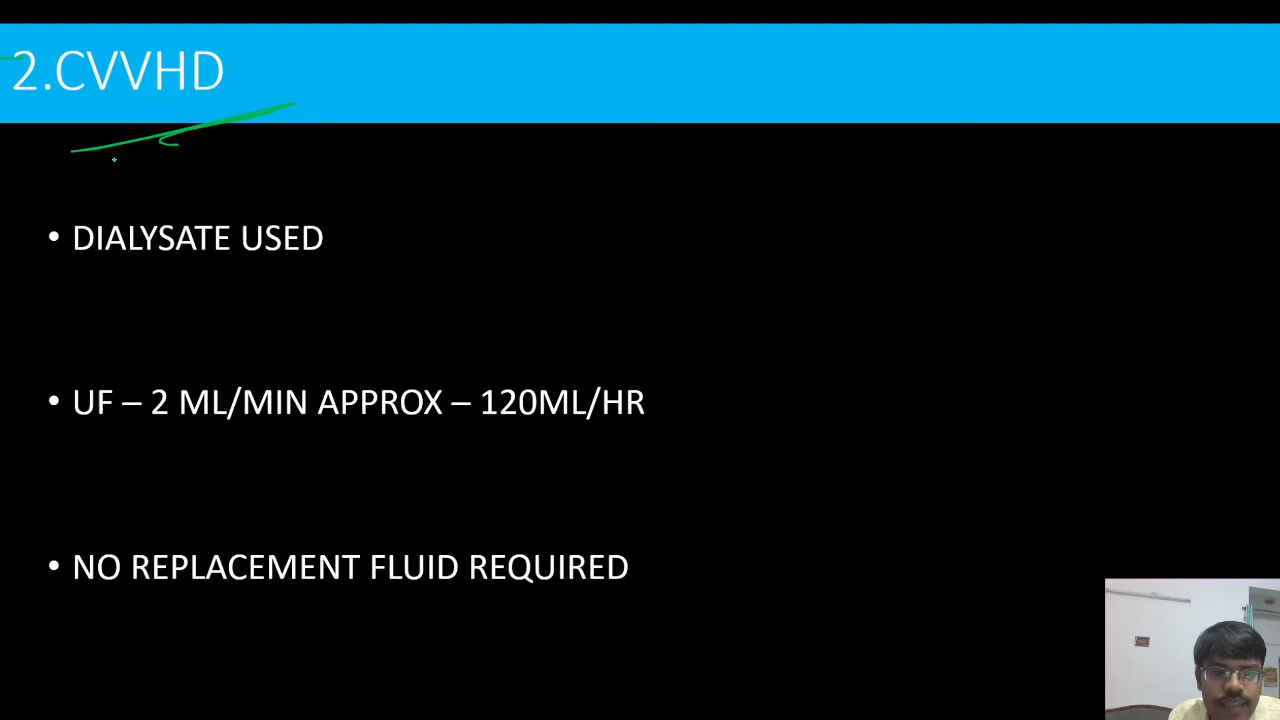 2.CVVHD
• DIALYSATE USED
• UF – 2 ML/MIN APPROX – 120ML/HR
• NO REPLACEMENT FLUID REQUIRED